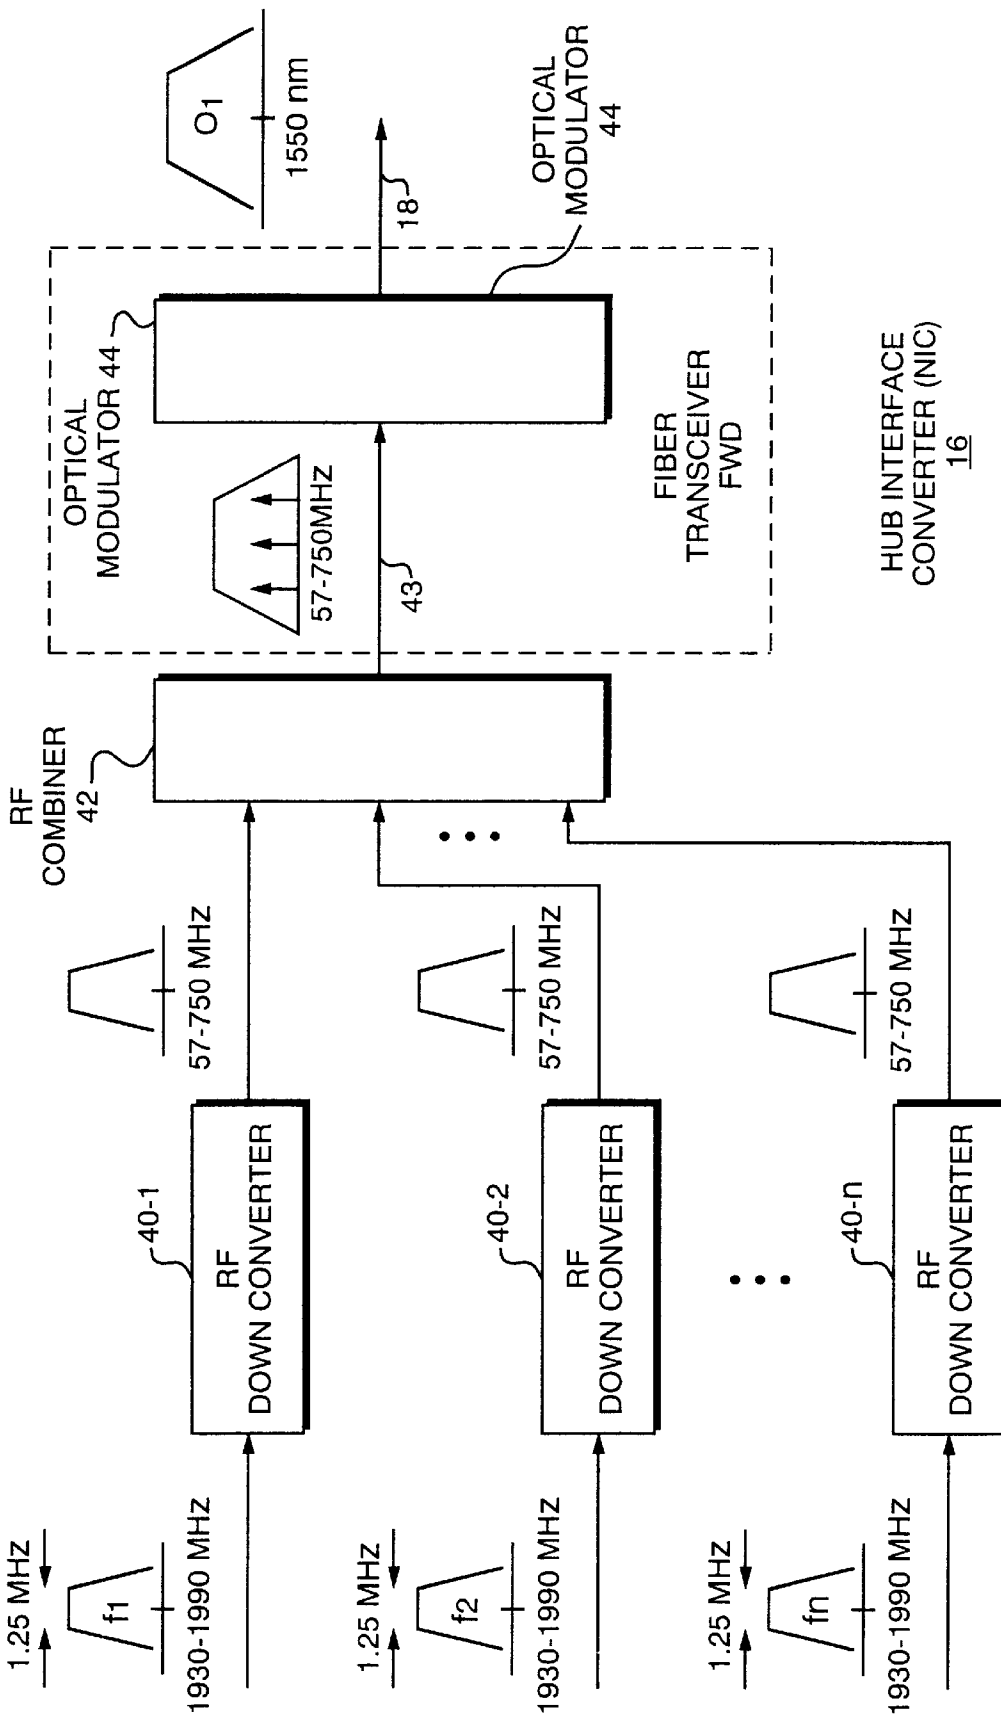 1.25 MHZ
f1
1930-1990 MHZ
40-1
RF
DOWN CONVERTER
57-750 MHZ
1.25 MHZ
f2
1930-1990 MHZ
40-2
RF
DOWN CONVERTER
57-750 MHZ
1.25 MHZ
fn
1930-1990 MHZ
40-n
RF
DOWN CONVERTER
57-750 MHZ
RF
COMBINER
42
OPTICAL
MODULATOR 44
57-750MHZ
43
FIBER
TRANSCEIVER
FWD
O1
1550 nm
18
OPTICAL
MODULATOR
44
HUB INTERFACE
CONVERTER (NIC)
16